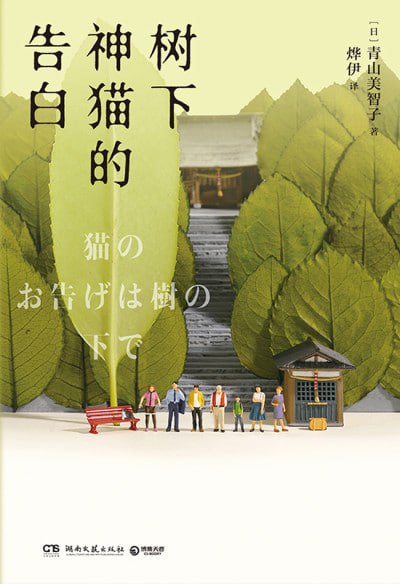 树下
神猫的
告白
[日]青山美智子 著
烨伊 译
猫の
お告げは樹の
下で
湖南文艺出版社
博集天卷
CS-BOOKY